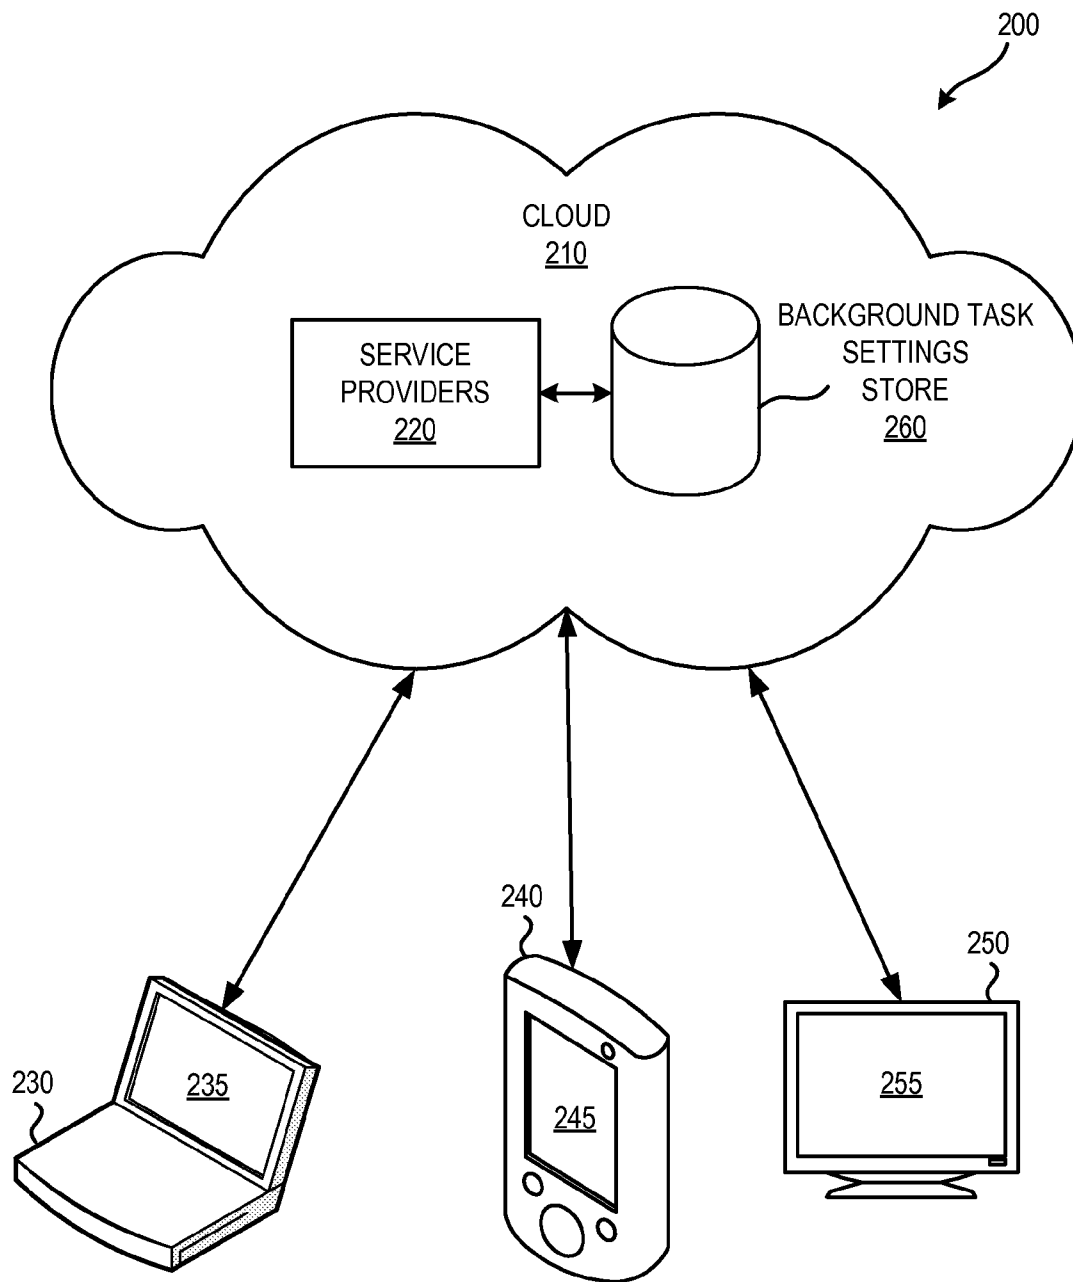 200
CLOUD
210
SERVICE
PROVIDERS
220
BACKGROUND TASK
SETTINGS
STORE
260
240
250
230
235
245
255